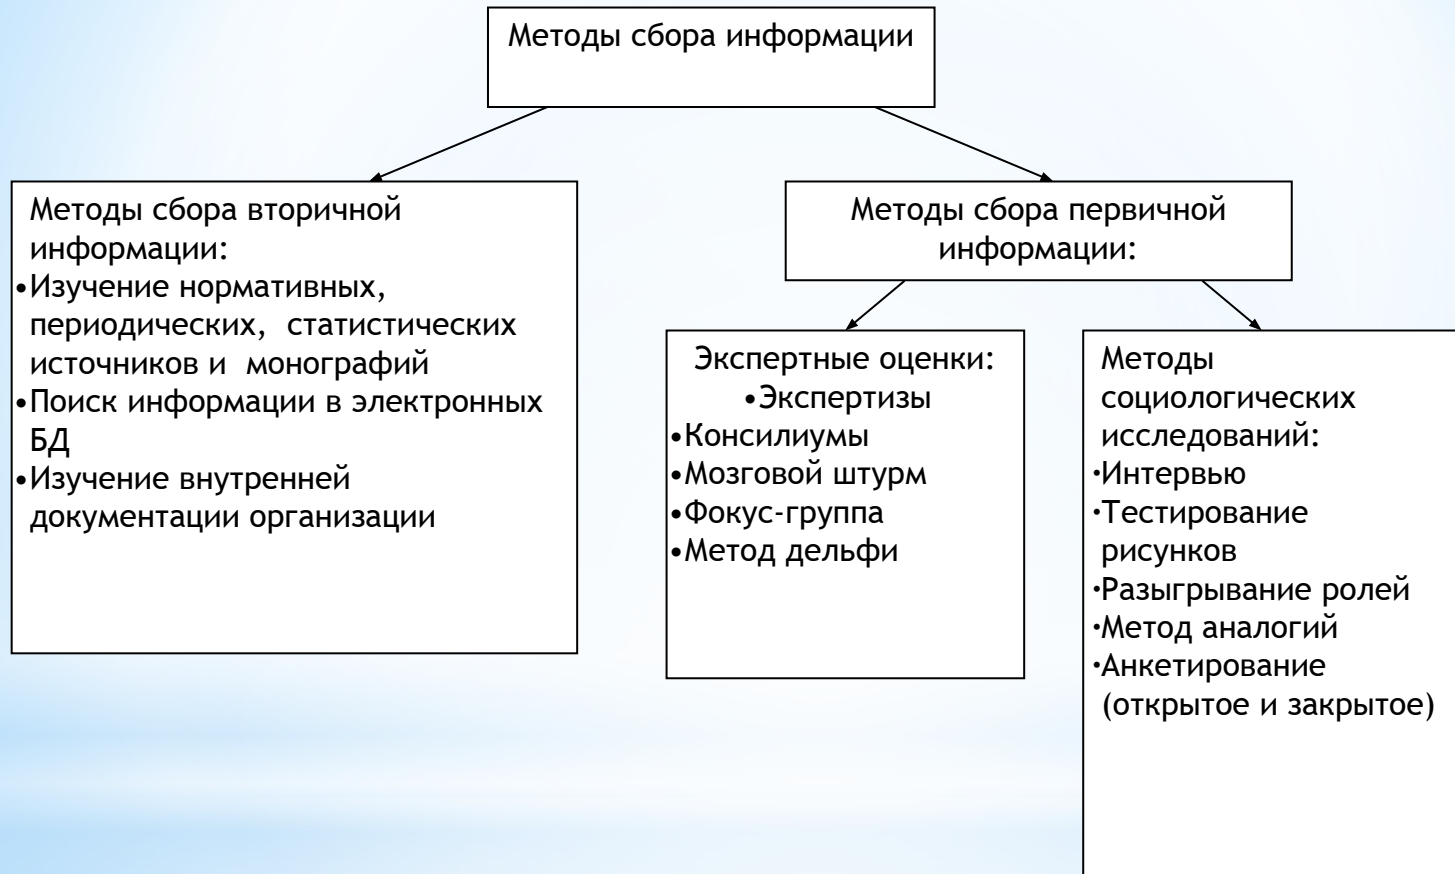 Методы сбора информации
Методы сбора вторичной
информации:
•Изучение нормативных,
периодических, статистических
источников и монографий
•Поиск информации в электронных
БД
•Изучение внутренней
документации организации
Методы сбора первичной
информации:
Экспертные оценки:
•Экспертизы
•Консилиумы
•Мозговой штурм
•Фокус-группа
•Метод дельфи
Методы
социологических
исследований:
·Интервью
·Тестирование
рисунков
·Разыгрывание ролей
·Метод аналогий
·Анкетирование
(открытое и закрытое)